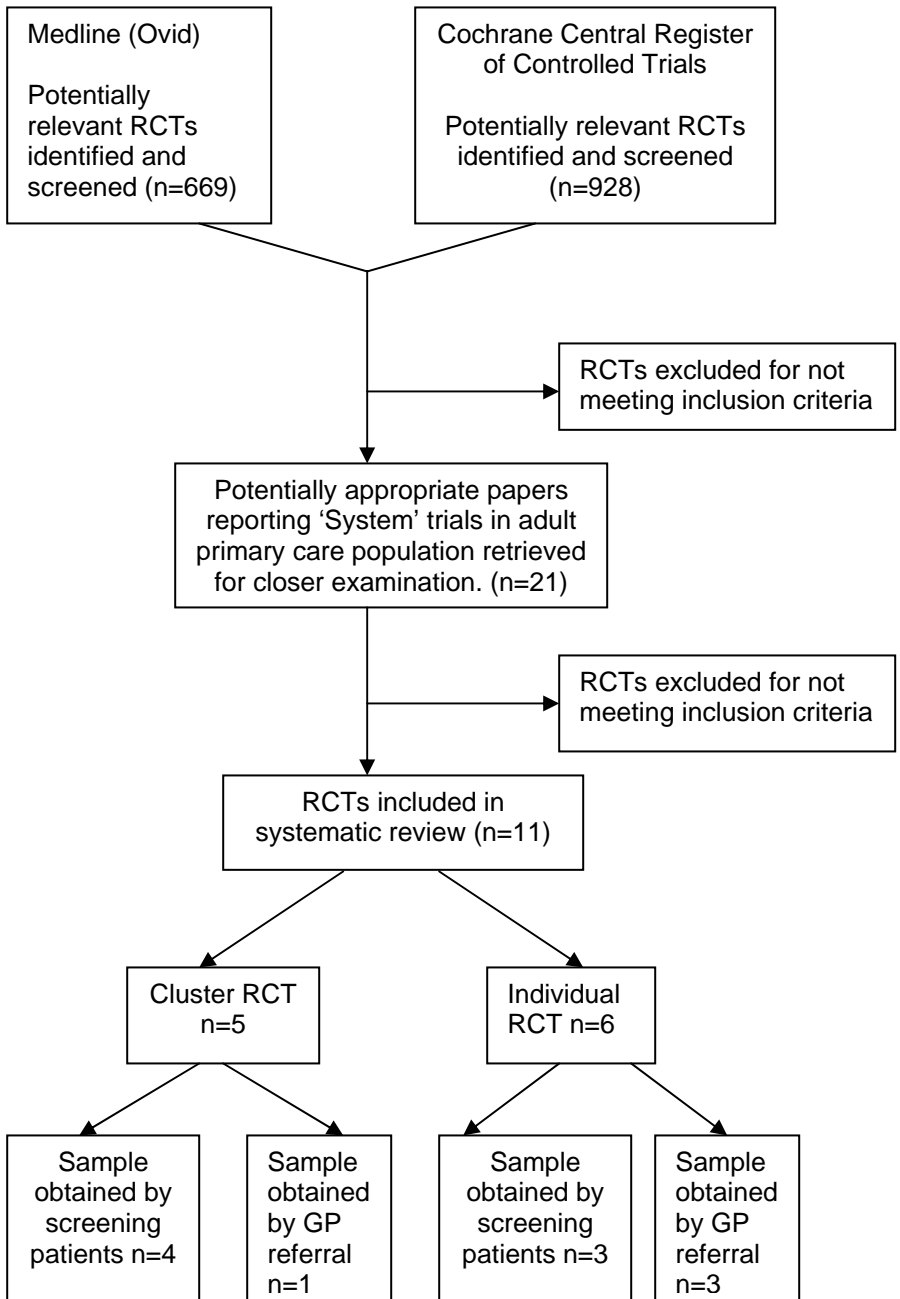 Medline (Ovid)
Potentially
relevant RCTs
identified and
screened (n=669)
Cochrane Central Register
of Controlled Trials
Potentially relevant RCTs
identified and screened
(n=928)
RCTs excluded for not
meeting inclusion criteria
Potentially appropriate papers
reporting ‘System’ trials in adult
primary care population retrieved
for closer examination. (n=21)
RCTs excluded for not
meeting inclusion criteria
RCTs included in
systematic review (n=11)
Cluster RCT
n=5
Individual
RCT n=6
Sample
obtained by
screening
patients n=4
Sample
obtained
by GP
referral
n=1
Sample
obtained by
screening
patients n=3
Sample
obtained
by GP
referral
n=3